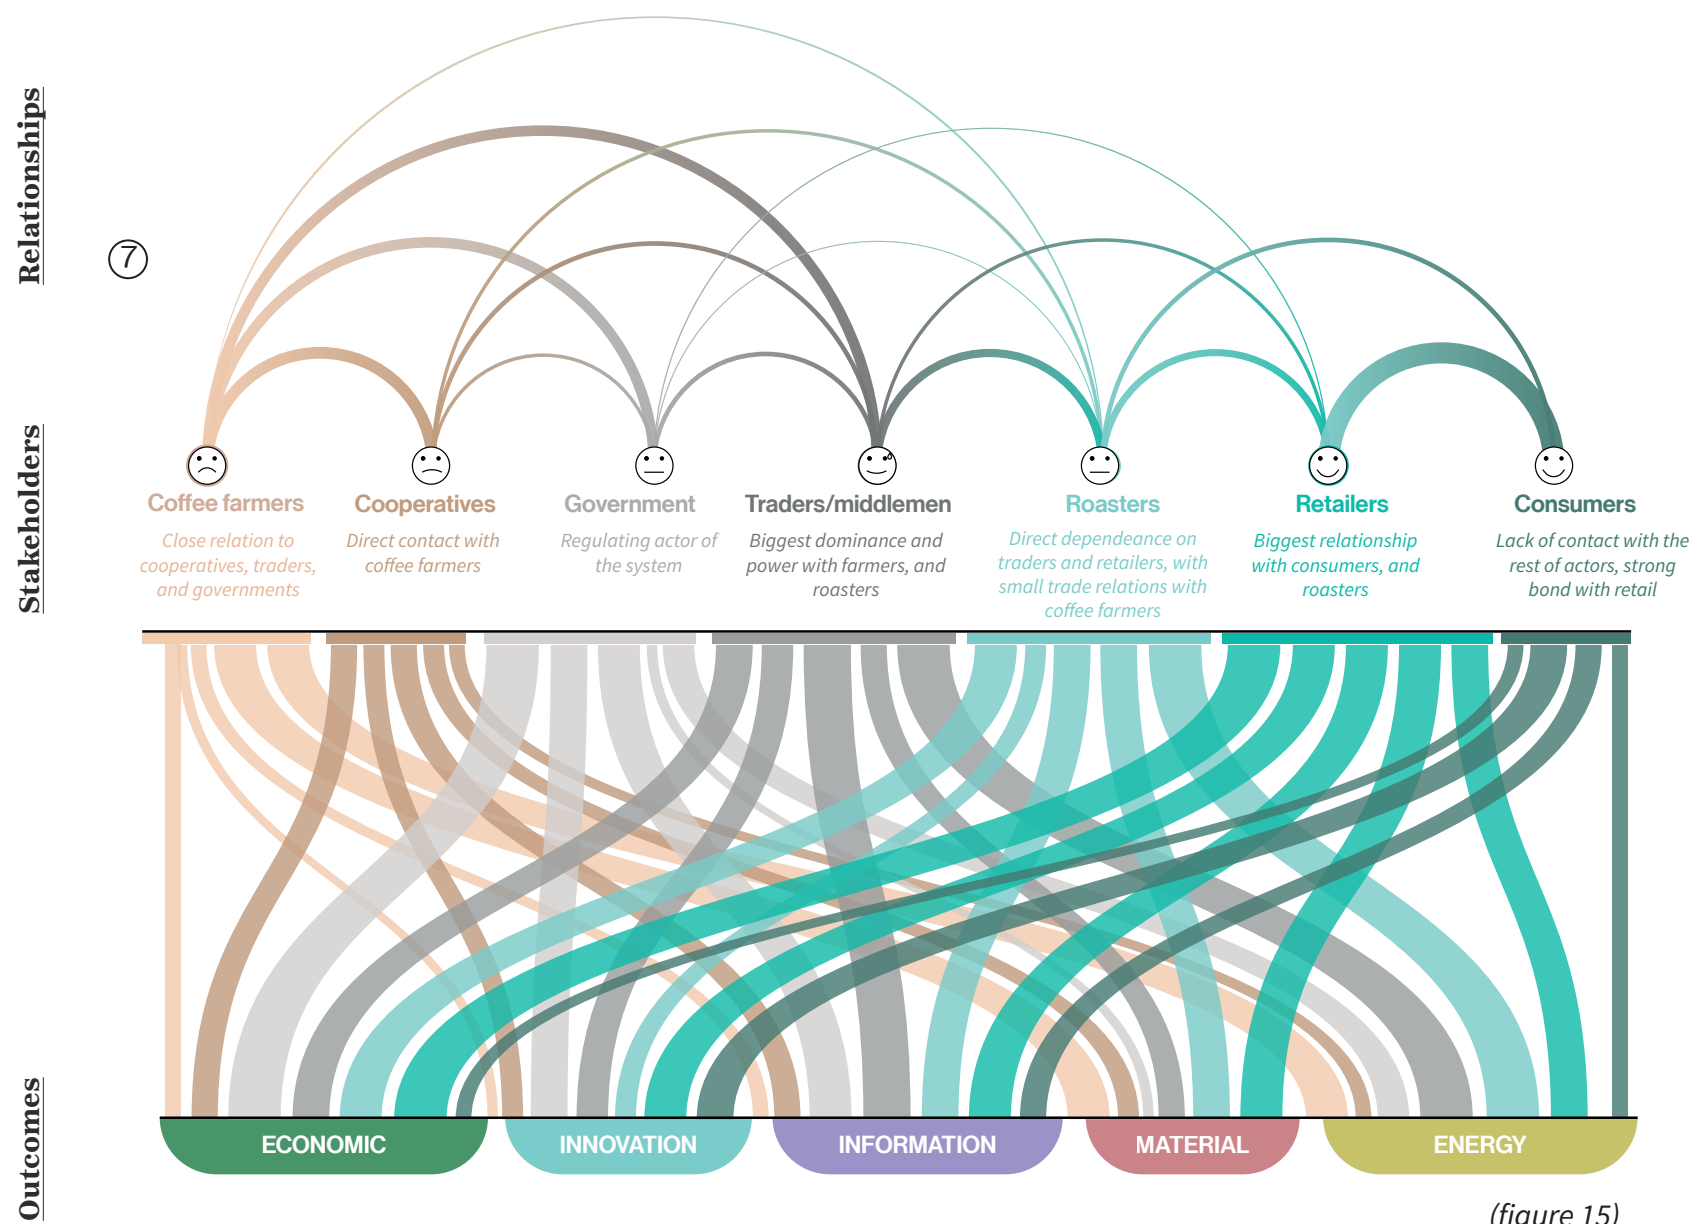 Relationships
7
Stakeholders
Coffee farmers
Close relation to
cooperatives, traders,
and governments
Cooperatives
Direct contact with
coffee farmers
Government
Regulating actor of
the system
Traders/middlemen
Biggest dominance and
power with farmers, and
roasters
Roasters
Direct dependeance on
traders and retailers, with
small trade relations with
coffee farmers
Retailers
Biggest relationship
with consumers, and
roasters
Consumers
Lack of contact with the
rest of actors, strong
bond with retail
Outcomes
ECONOMIC
INNOVATION
INFORMATION
MATERIAL
ENERGY
(figure 15)